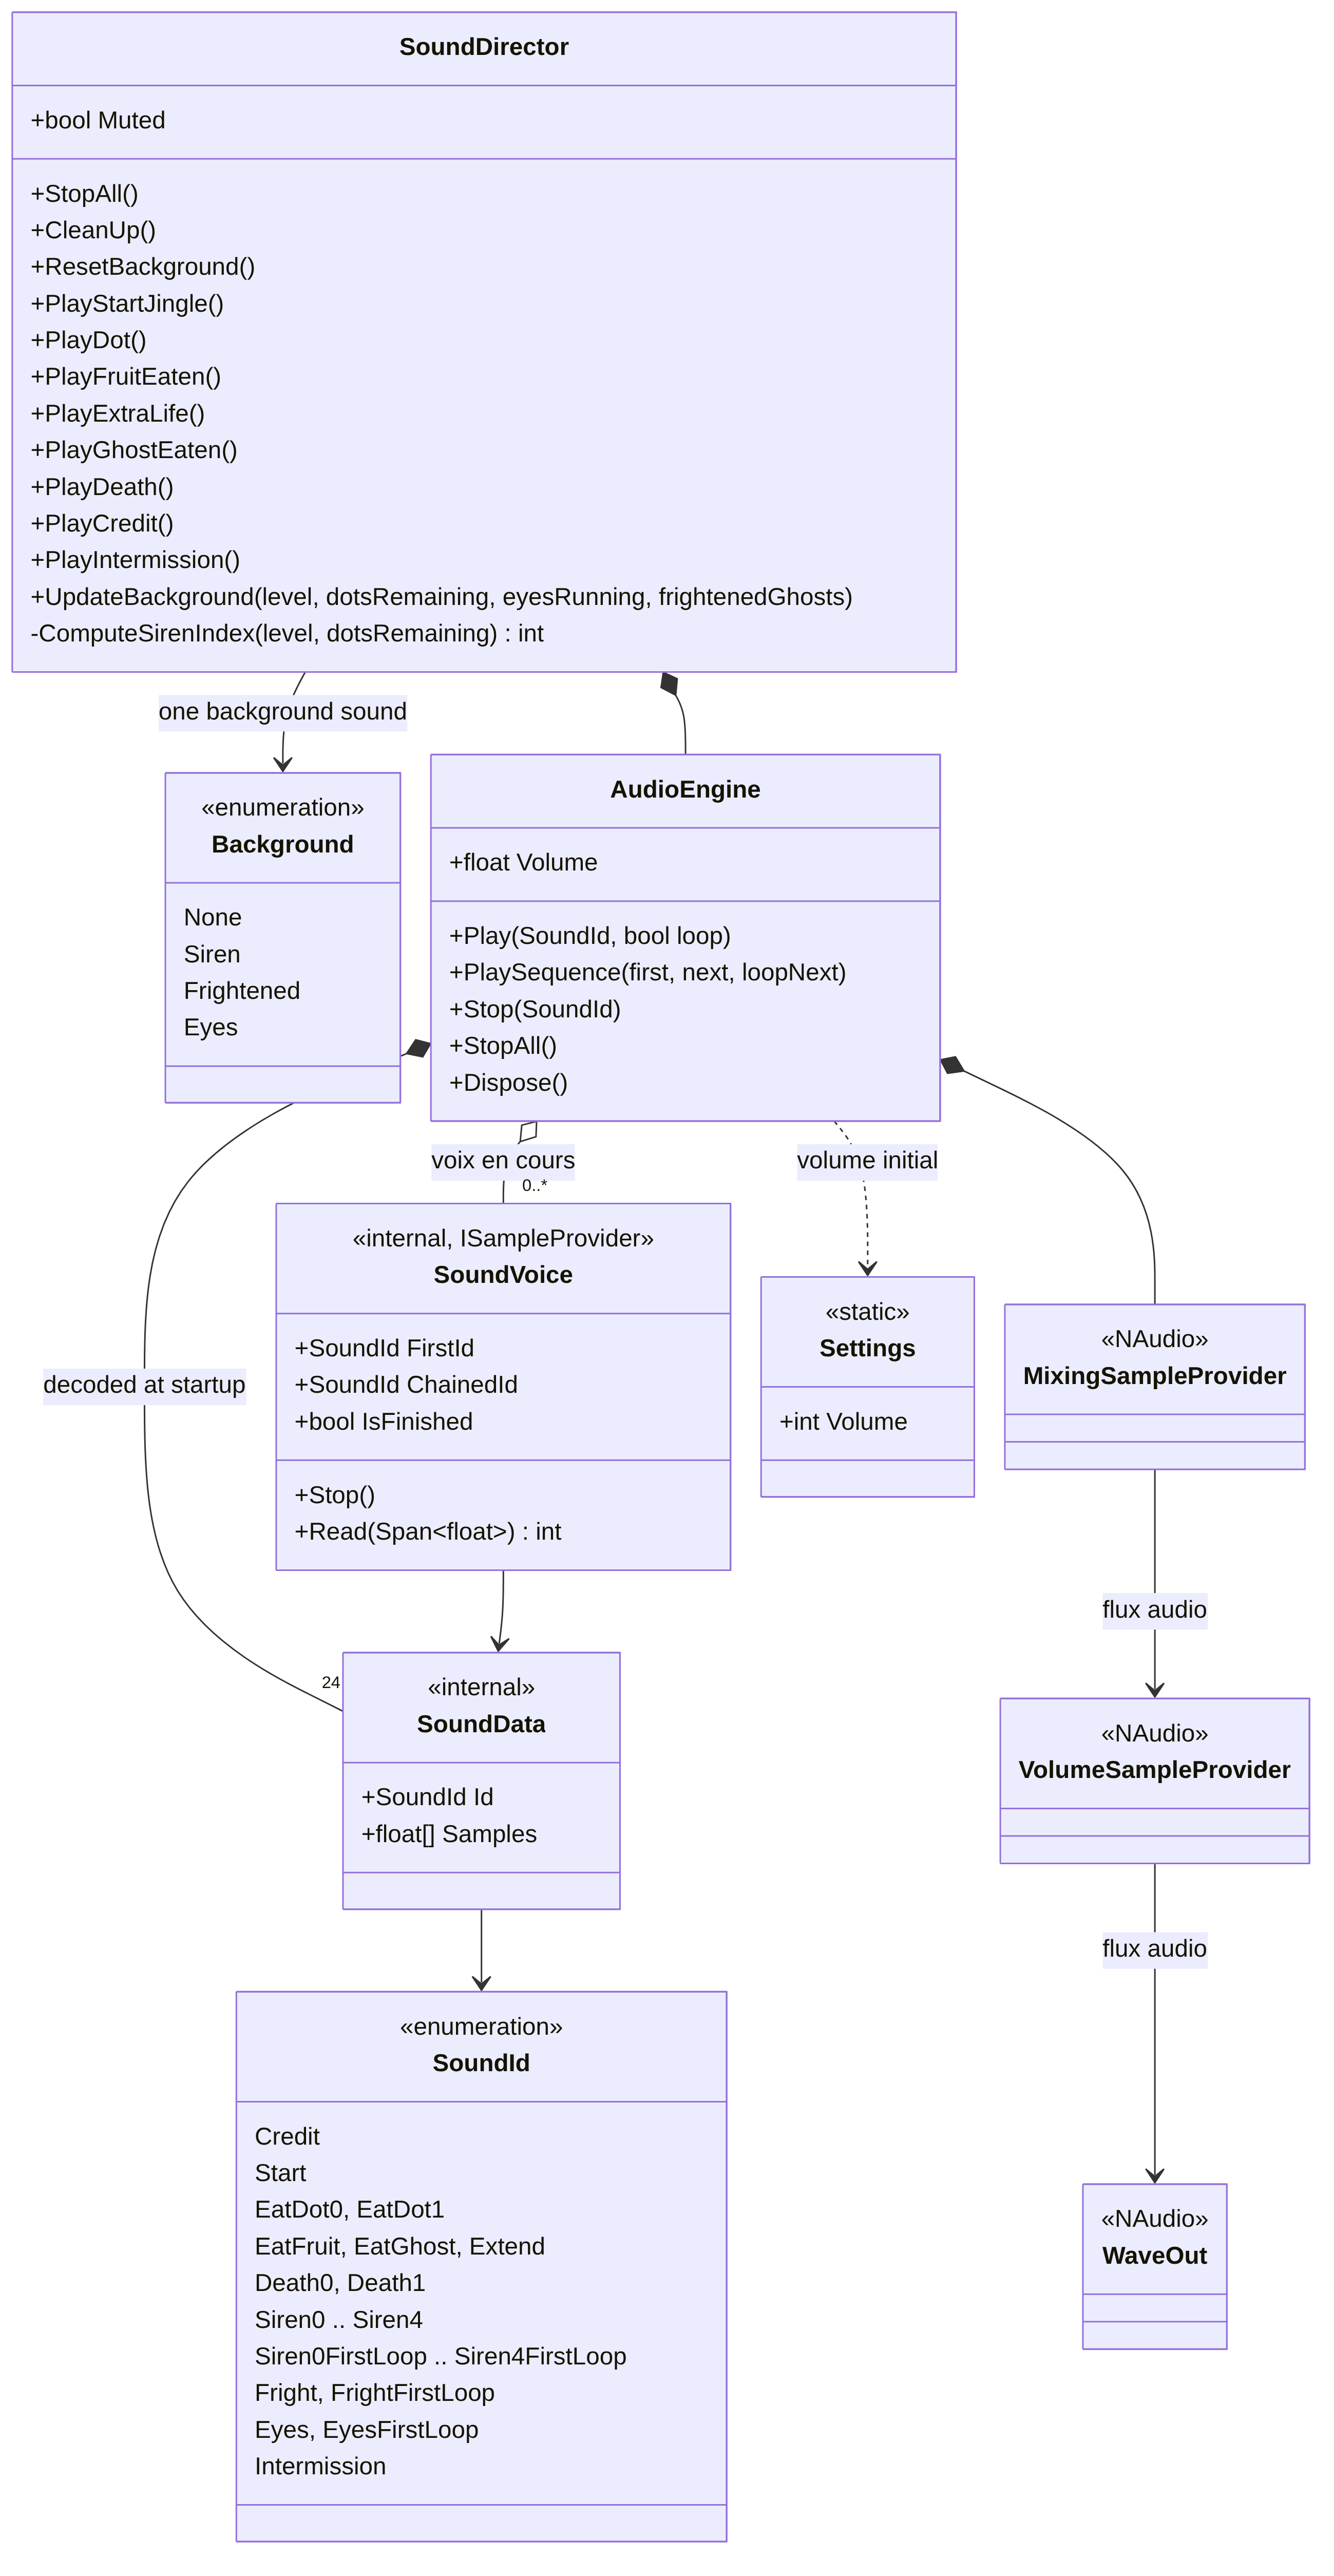 SoundDirector
+bool Muted
+StopAll()
+CleanUp()
+ResetBackground()
+PlayStartJingle()
+PlayDot()
+PlayFruitEaten()
+PlayExtraLife()
+PlayGhostEaten()
+PlayDeath()
+PlayCredit()
+PlayIntermission()
+UpdateBackground(level, dotsRemaining, eyesRunning, frightenedGhosts)
-ComputeSirenIndex(level, dotsRemaining) : int
one background sound
«enumeration»
Background
None
Siren
Frightened
Eyes
AudioEngine
+float Volume
+Play(SoundId, bool loop)
+PlaySequence(first, next, loopNext)
+Stop(SoundId)
+StopAll()
+Dispose()
voix en cours
0..*
volume initial
«internal, ISampleProvider»
SoundVoice
+SoundId FirstId
+SoundId ChainedId
+bool IsFinished
+Stop()
+Read(Span<float>) : int
«static»
Settings
+int Volume
«NAudio»
MixingSampleProvider
decoded at startup
24
flux audio
«internal»
SoundData
+SoundId Id
+float[] Samples
«NAudio»
VolumeSampleProvider
flux audio
«enumeration»
SoundId
Credit
Start
EatDot0, EatDot1
EatFruit, EatGhost, Extend
Death0, Death1
Siren0 .. Siren4
Siren0FirstLoop .. Siren4FirstLoop
Fright, FrightFirstLoop
Eyes, EyesFirstLoop
Intermission
«NAudio»
WaveOut